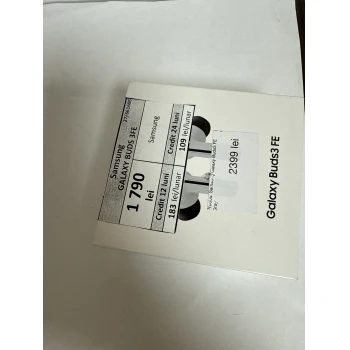 Samsung
GALAXY BUDS 3FE
1 790
lei
Credit 12 luni
183 lei/lunar
Samsung
Credit 24 luni
109 lei/lunar
2399 lei
Galaxy Buds3 FE